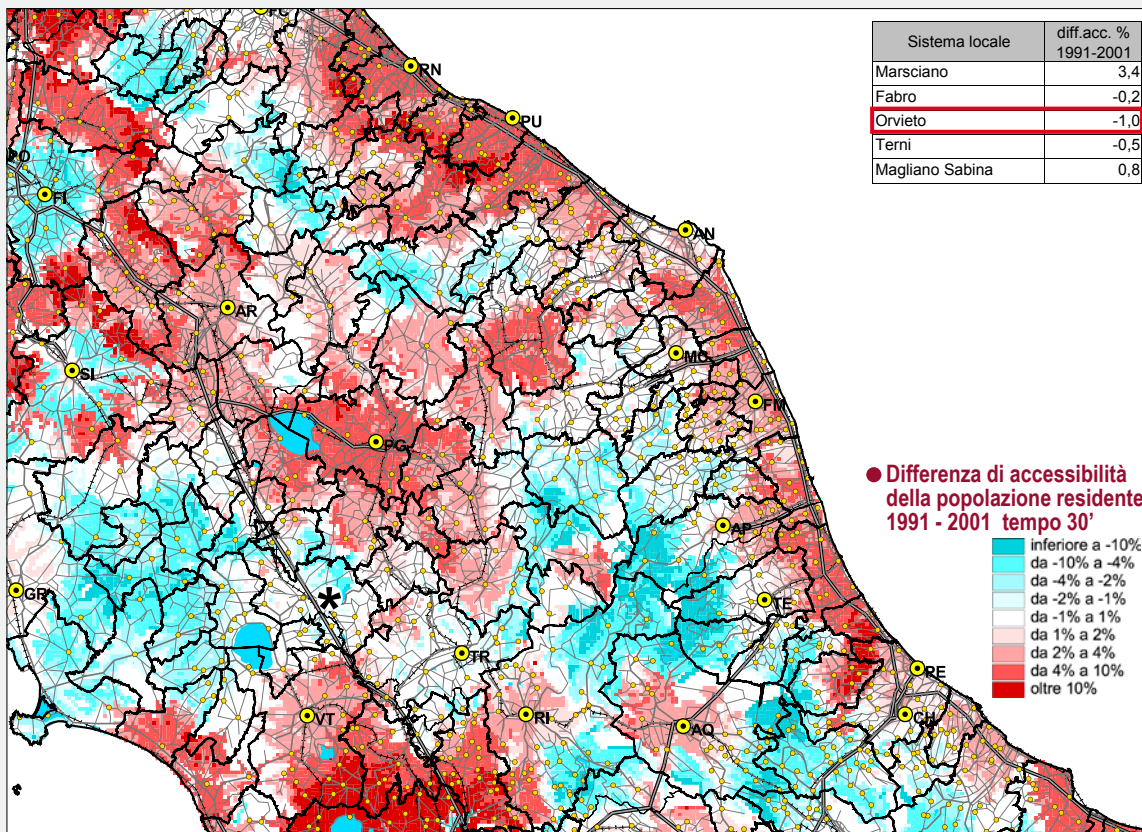 Sistema locale diff.acc. % 1991-2001
Marsciano 3,4
Fabro -0,2
Orvieto -1,0
Terni -0,5
Magliano Sabina 0,8
RN
PU
FI
AN
AR
MC
SI
FM
PG
AP
GR
*
TE
TR
PE
VT
RI
AQ
CH
Differenza di accessibilità
della popolazione residente
1991 - 2001 tempo 30'
inferiore a -10%
da -10% a -4%
da -4% a -2%
da -2% a -1%
da -1% a 1%
da 1% a 2%
da 2% a 4%
da 4% a 10%
oltre 10%